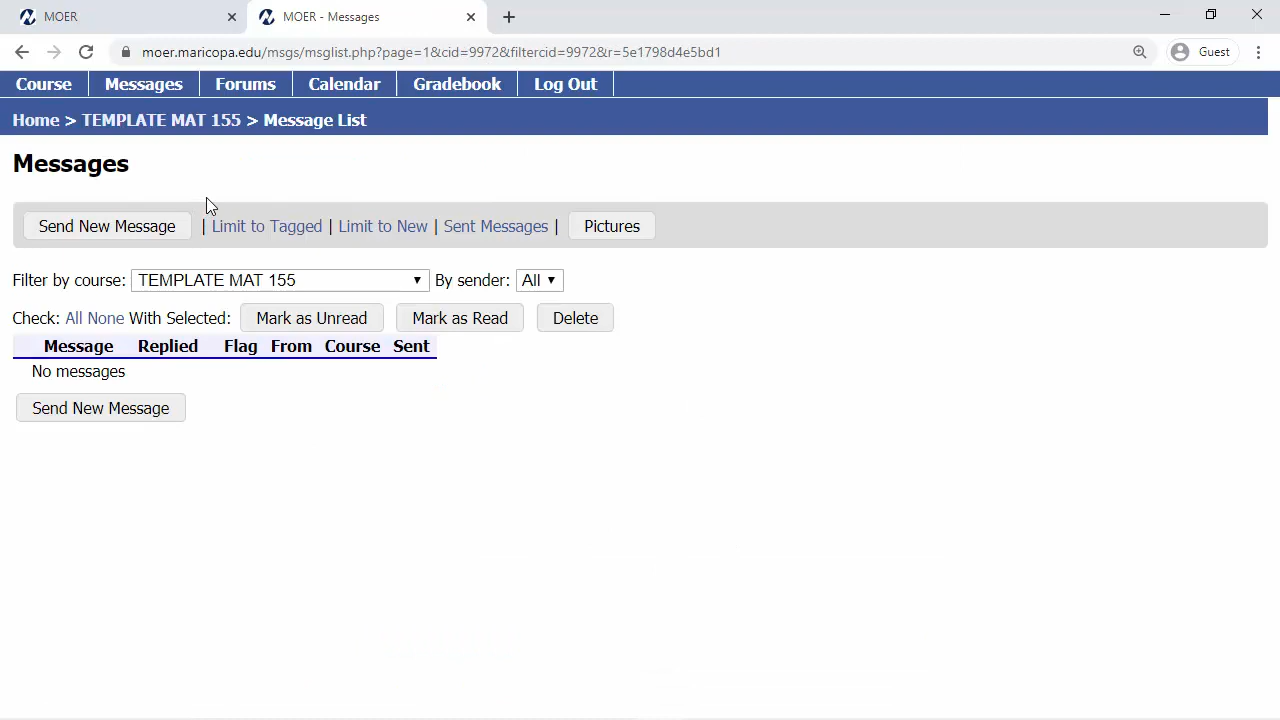 MOER
MOER - Messages
moer.maricopa.edu/msgs/msglist.php?page=1&cid=9972&filtercid=9972&r=5e1798d4e5bd1
Guest
Course Messages Forums Calendar Gradebook Log Out
Home > TEMPLATE MAT 155 > Message List
Messages
Send New Message | Limit to Tagged | Limit to New | Sent Messages | Pictures
Filter by course: TEMPLATE MAT 155 By sender: All
Check: All None With Selected: Mark as Unread Mark as Read Delete
Message Replied Flag From Course Sent
No messages
Send New Message